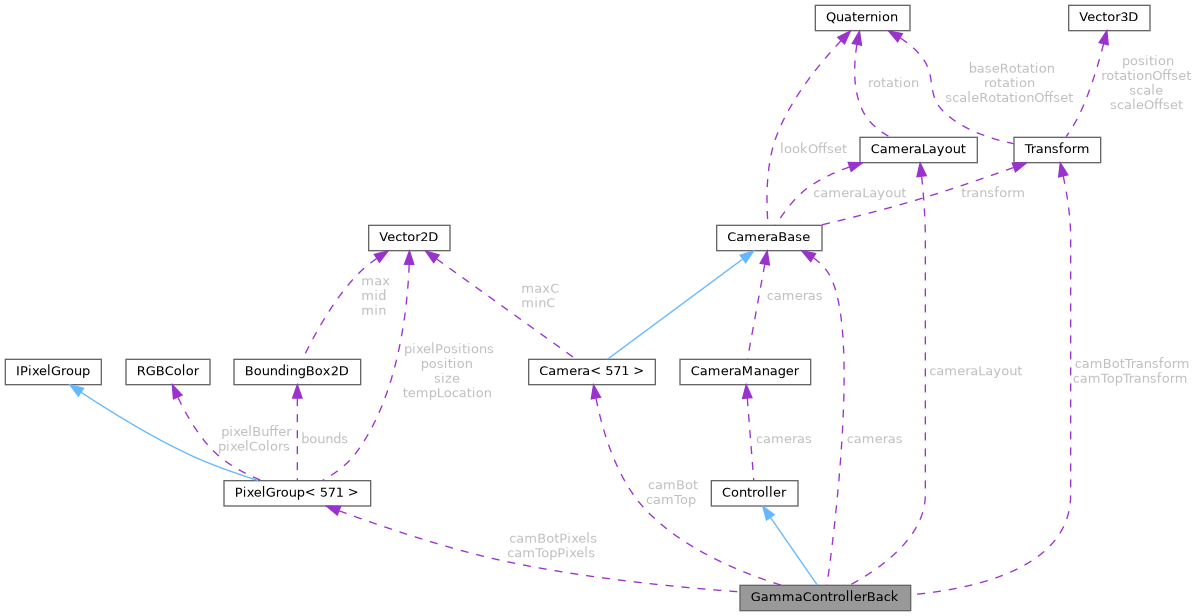 Quaternion
Vector3D
position
rotationOffset
scale
scaleOffset
baseRotation
rotation
scaleRotationOffset
rotation
lookOffset
CameraLayout
Transform
cameraLayout
transform
Vector2D
CameraBase
max
mid
min
maxC
minC
cameras
pixelPositions
position
size
tempLocation
IPixelGroup
RGBColor
BoundingBox2D
Camera< 571 >
CameraManager
cameraLayout
camBotTransform
camTopTransform
pixelBuffer
pixelColors
bounds
cameras
cameras
PixelGroup< 571 >
camBot
camTop
Controller
camBotPixels
camTopPixels
GammaControllerBack